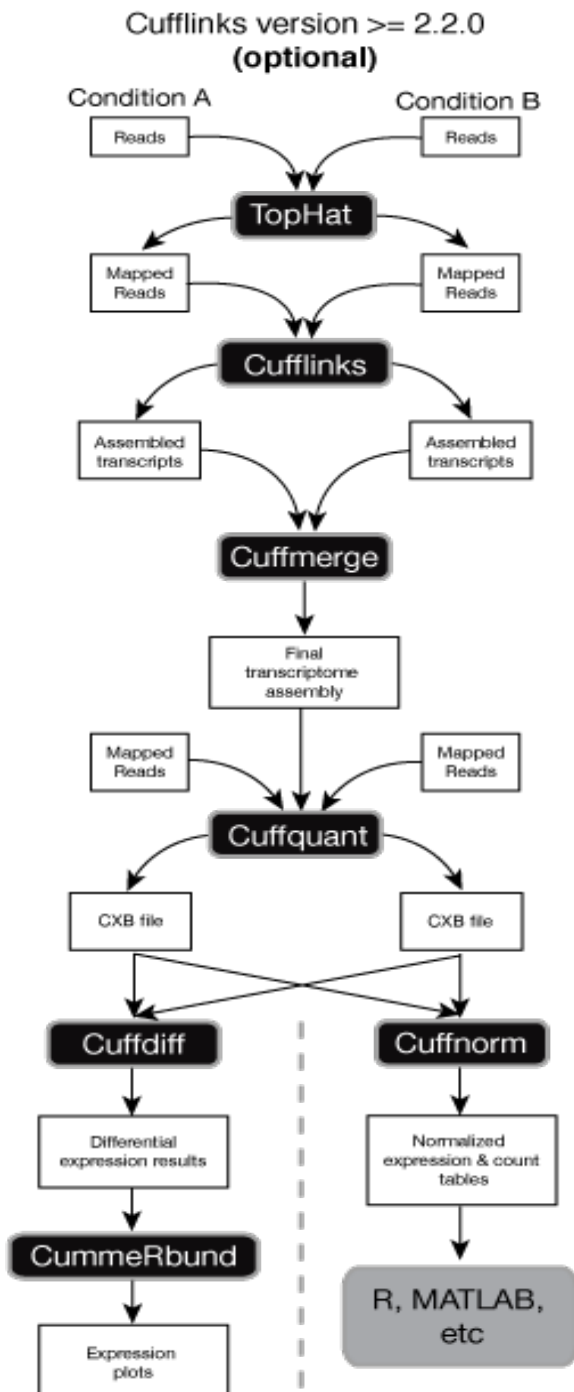 Cufflinks version >= 2.2.0
(optional)
Condition A
Condition B
Reads
Reads
TopHat
Mapped
Reads
Mapped
Reads
Cufflinks
Assembled
transcripts
Assembled
transcripts
Cuffmerge
Final
transcriptome
assembly
Mapped
Reads
Mapped
Reads
Cuffquant
CXB file
CXB file
Cuffdiff
Cuffnorm
Differential
expression results
Normalized
expression & count
tables
CummeRbund
R, MATLAB,
etc
Expression
plots